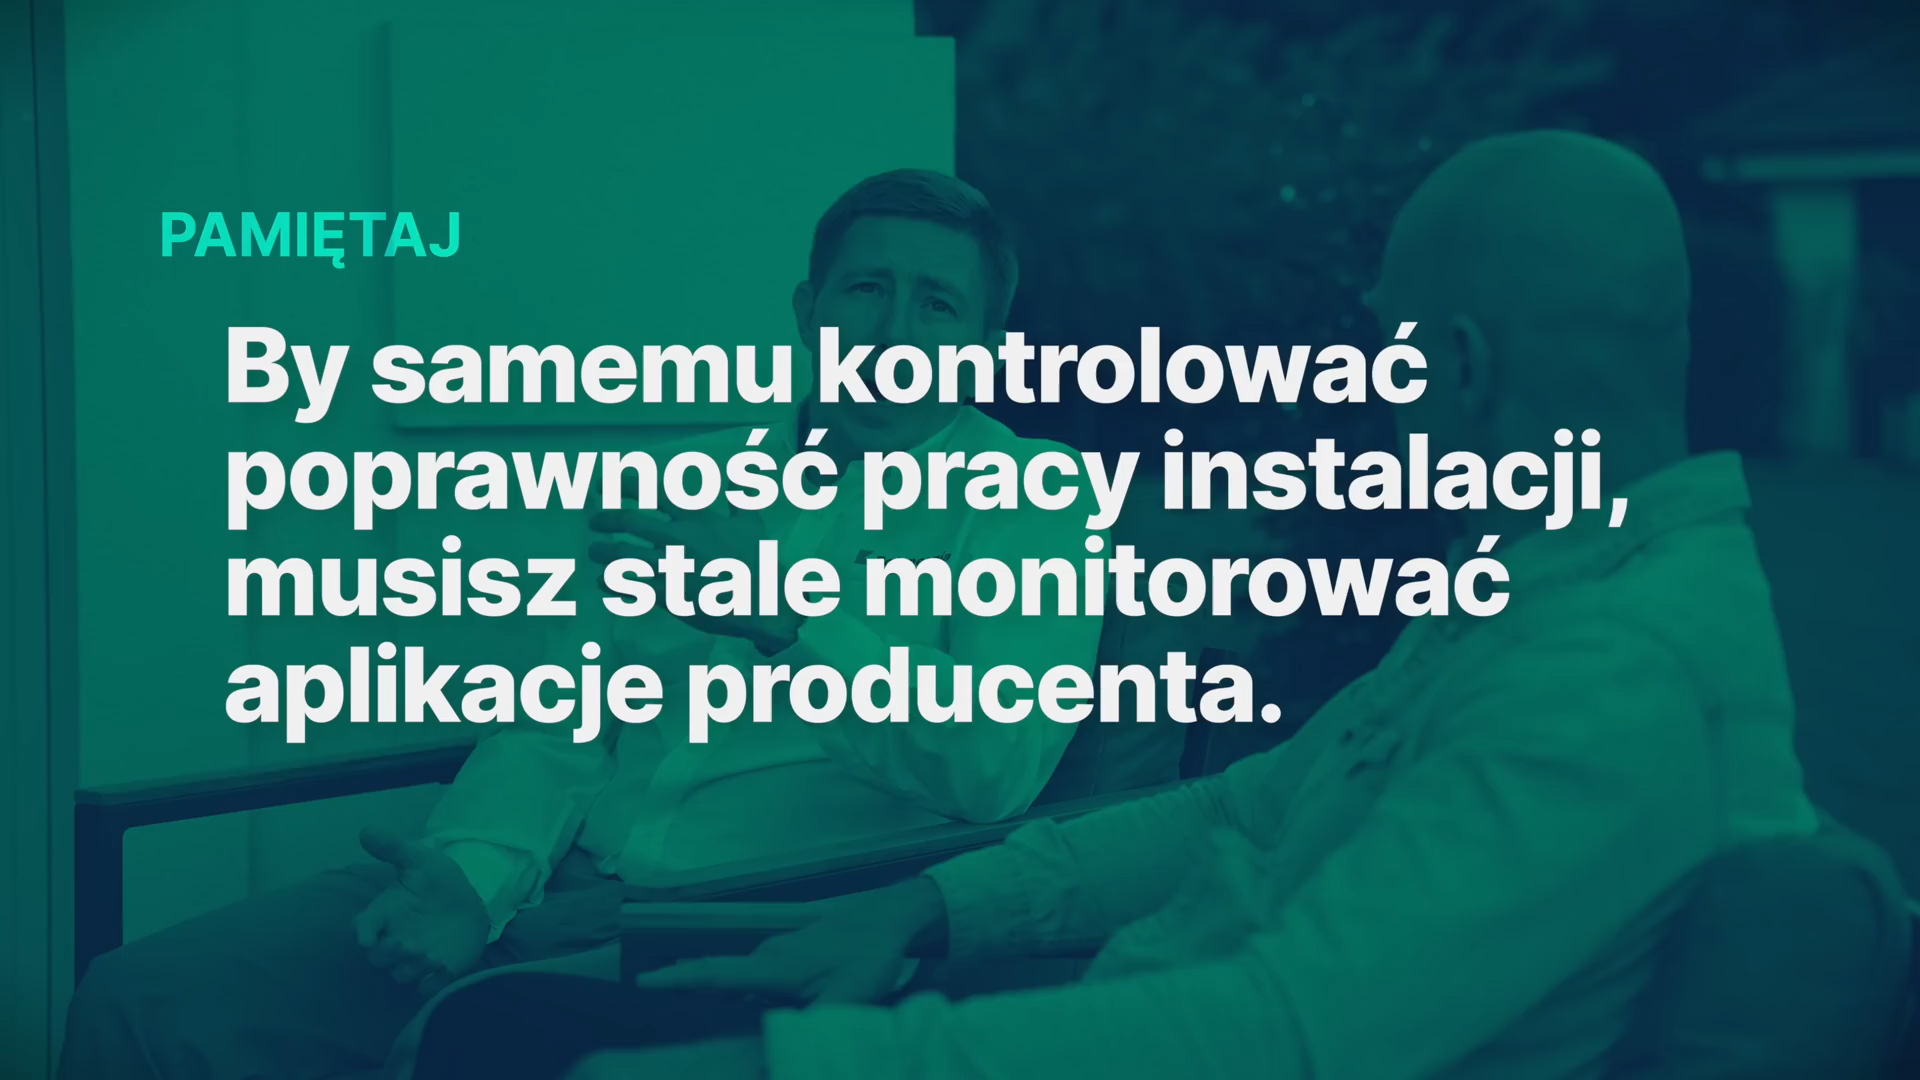 PAMIĘTAJ
By samemu kontrolować
poprawność pracy instalacji,
musisz stale monitorować
aplikacje producenta.